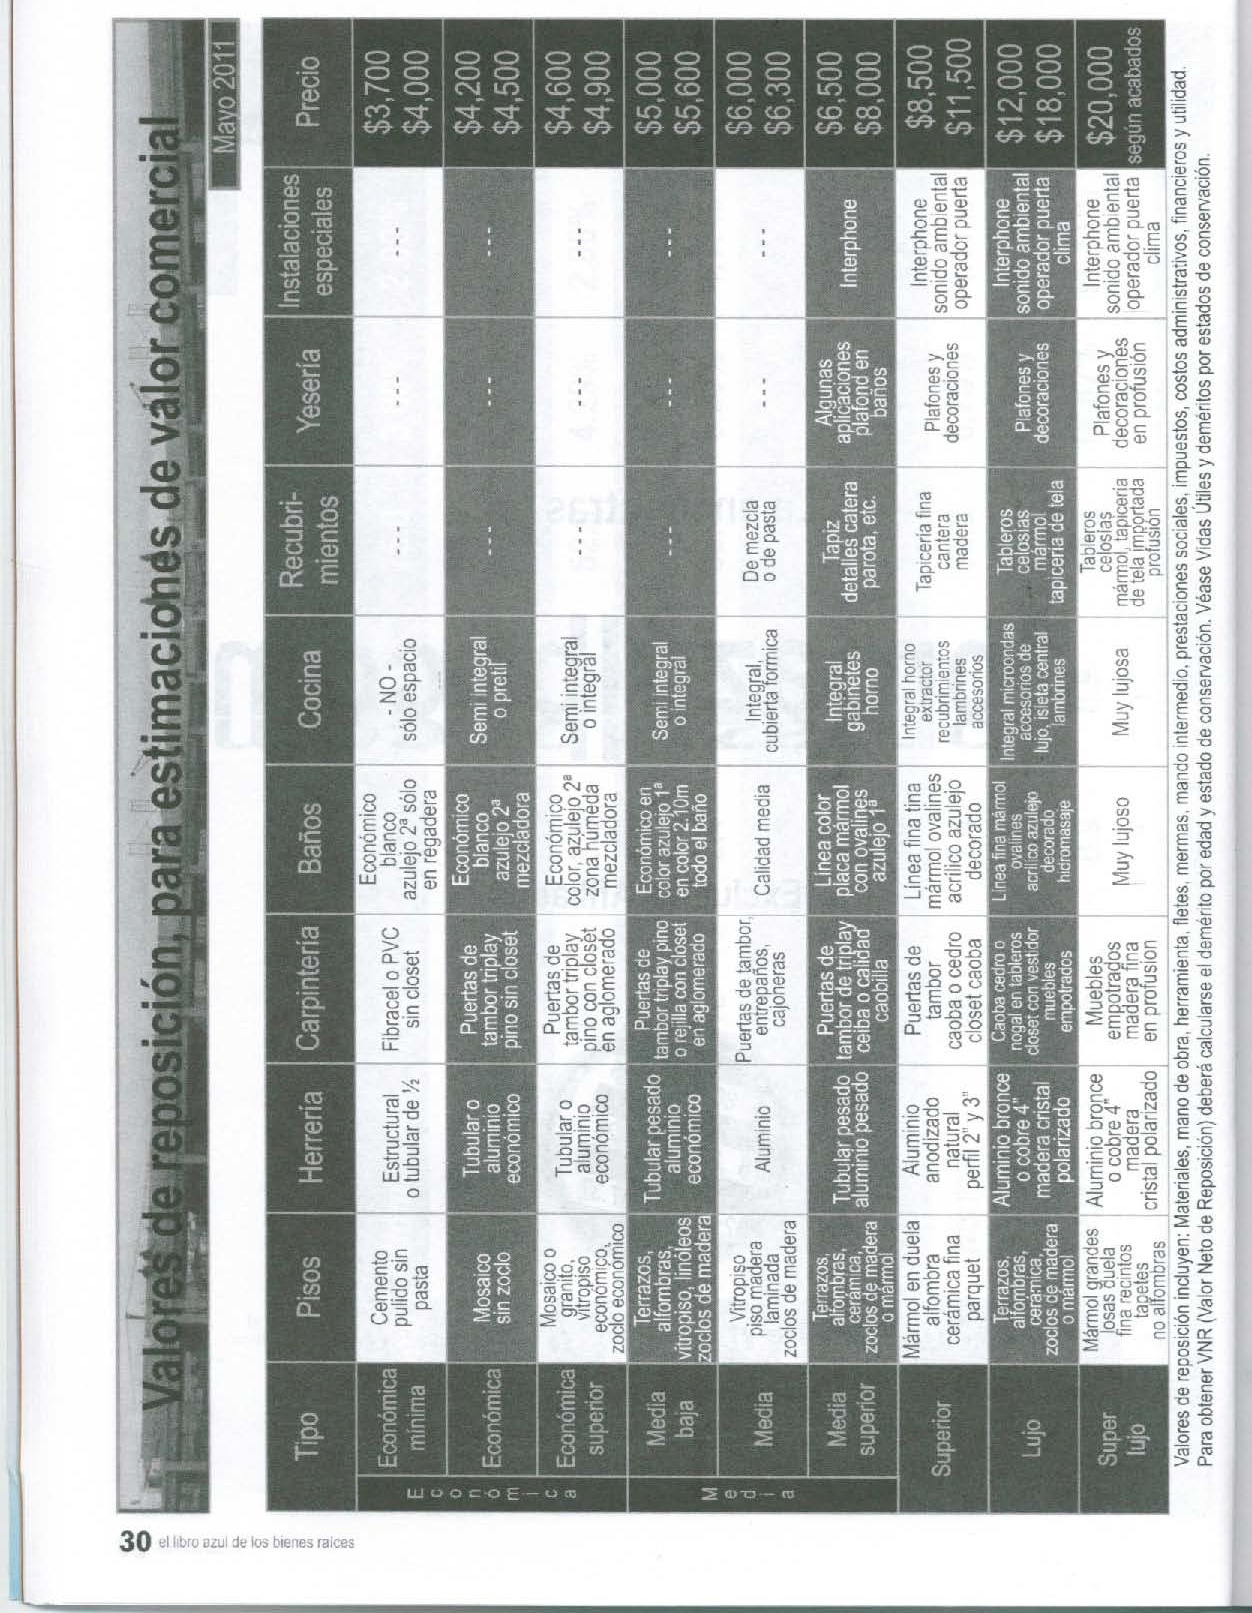 Valores de reposición, para estimaciones de valor comercial
Mayo 2011
Tipo
Pisos
Herrería
Carpintería
Baños
Cocina
Recubri-
mientos
Yesería
Instalaciones
especiales
Precio
Económica
Económica
mínima
Cemento
pulido sin
pasta
Estructural
o tubular de ½
Fibracel o PVC
sin closet
Económico
blanco
azulejo 2ª sólo
en regadera
- NO -
sólo espacio
---
---
---
$3,700
$4,000
Económica
Mosaico
sin zoclo
Tubular o
aluminio
económico
Puertas de
tambor triplay
pino sin closet
Económico
blanco
azulejo 2ª
mezcladora
Semi integral
o pretil
---
---
---
$4,200
$4,500
Económica
superior
Mosaico o
granito,
vitropiso
económico,
zoclo económico
Tubular o
aluminio
económico
Puertas de
tambor triplay
pino con closet
en aglomerado
Económico
color, azulejo 2ª
zona húmeda
mezcladora
Semi integral
o integral
---
---
---
$4,600
$4,900
Media
Media
baja
Terrazos,
alfombras,
vitropiso, linóleos
zoclos de madera
Tubular pesado
aluminio
económico
Puertas de
tambor triplay pino
o rejilla con closet
en aglomerado
Económico en
color azulejo 1ª
en color 2.10m
todo el baño
Semi integral
o integral
---
---
---
$5,000
$5,600
Media
Vitropiso
piso madera
laminada
zoclos de madera
Aluminio
Puertas de tambor,
entrepaños,
cajoneras
Calidad media
Integral,
cubierta formica
De mezcla
o de pasta
---
---
$6,000
$6,300
Media
superior
Terrazos,
alfombras,
cerámica,
zoclos de madera
o mármol
Tubular pesado
aluminio pesado
Puertas de
tambor de triplay
ceiba o calidad
caobilla
Línea color
placa mármol
con ovalines
azulejo 1ª
Integral
gabinetes
horno
Tapiz
detalles catera
parota, etc.
Algunas
aplicaciones
plafond en
baños
Interphone
$6,500
$8,000
Superior
Mármol en duela
alfombra
cerámica fina
parquet
Aluminio
anodizado
natural
perfil 2" y 3"
Puertas de
tambor
caoba o cedro
closet caoba
Línea fina tina
mármol ovalines
acrílico azulejo
decorado
Integral horno
extractor
recubrimientos
lambrines
accesorios
Tapicería fina
cantera
madera
Plafones y
decoraciones
Interphone
sonido ambiental
operador puerta
$8,500
$11,500
Lujo
Terrazos,
alfombras,
cerámica,
zoclos de madera
o mármol
Aluminio bronce
o cobre 4"
madera cristal
polarizado
Caoba cedro o
nogal en tableros
closet con vestidor
muebles
empotrados
Línea fina mármol
ovalines
acrílico azulejo
decorado
hidromasaje
Integral microondas
accesorios de
lujo, isleta central
lambrines
Tableros
celosías
mármol
tapicería de tela
Plafones y
decoraciones
Interphone
sonido ambiental
operador puerta
clima
$12,000
$18,000
Super
lujo
Mármol grandes
losas duela
fina recintos
tapetes
no alfombras
Aluminio bronce
o cobre 4"
madera
cristal polarizado
Muebles
empotrados
madera fina
en profusión
Muy lujoso
Muy lujosa
Tableros
celosías
mármol, tapicería
de tela importada
profusión
Plafones y
decoraciones
en profusión
Interphone
sonido ambiental
operador puerta
clima
$20,000
según acabados
Valores de reposición incluyen: Materiales, mano de obra, herramienta, fletes, mermas, mando intermedio, prestaciones sociales, impuestos, costos administrativos, financieros y utilidad.
Para obtener VNR (Valor Neto de Reposición) deberá calcularse el demérito por edad y estado de conservación. Véase Vidas Útiles y deméritos por estados de conservación.
30 el libro azul de los bienes raíces